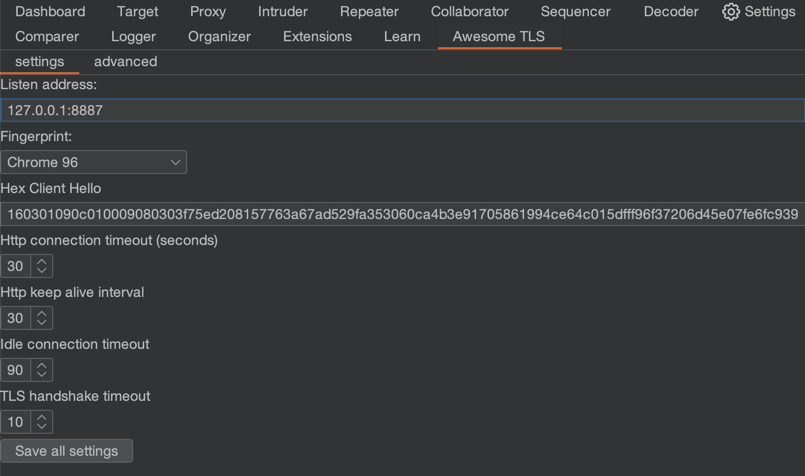 Dashboard Target Proxy Intruder Repeater Collaborator Sequencer Decoder Settings
Comparer Logger Organizer Extensions Learn Awesome TLS
settings advanced
Listen address:
127.0.0.1:8887
Fingerprint:
Chrome 96
Hex Client Hello
160301090c010009080303f75ed208157763a67ad529fa353060ca4b3e91705861994ce64c015dfff96f37206d45e07fe6fc939
Http connection timeout (seconds)
30
Http keep alive interval
30
Idle connection timeout
90
TLS handshake timeout
10
Save all settings